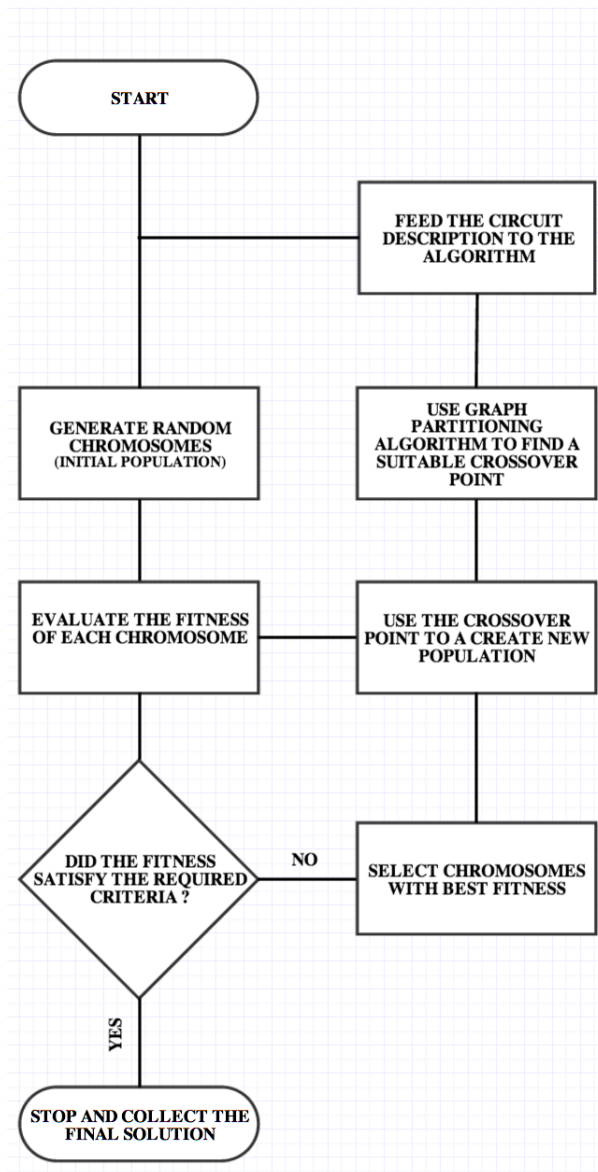 START
FEED THE CIRCUIT
DESCRIPTION TO THE
ALGORITHM
GENERATE RANDOM
CHROMOSOMES
(INITIAL POPULATION)
USE GRAPH
PARTITIONING
ALGORITHM TO FIND A
SUITABLE CROSSOVER
POINT
EVALUATE THE FITNESS
OF EACH CHROMOSOME
USE THE CROSSOVER
POINT TO A CREATE NEW
POPULATION
DID THE FITNESS
SATISFY THE REQUIRED
CRITERIA ?
NO
SELECT CHROMOSOMES
WITH BEST FITNESS
YES
STOP AND COLLECT THE
FINAL SOLUTION